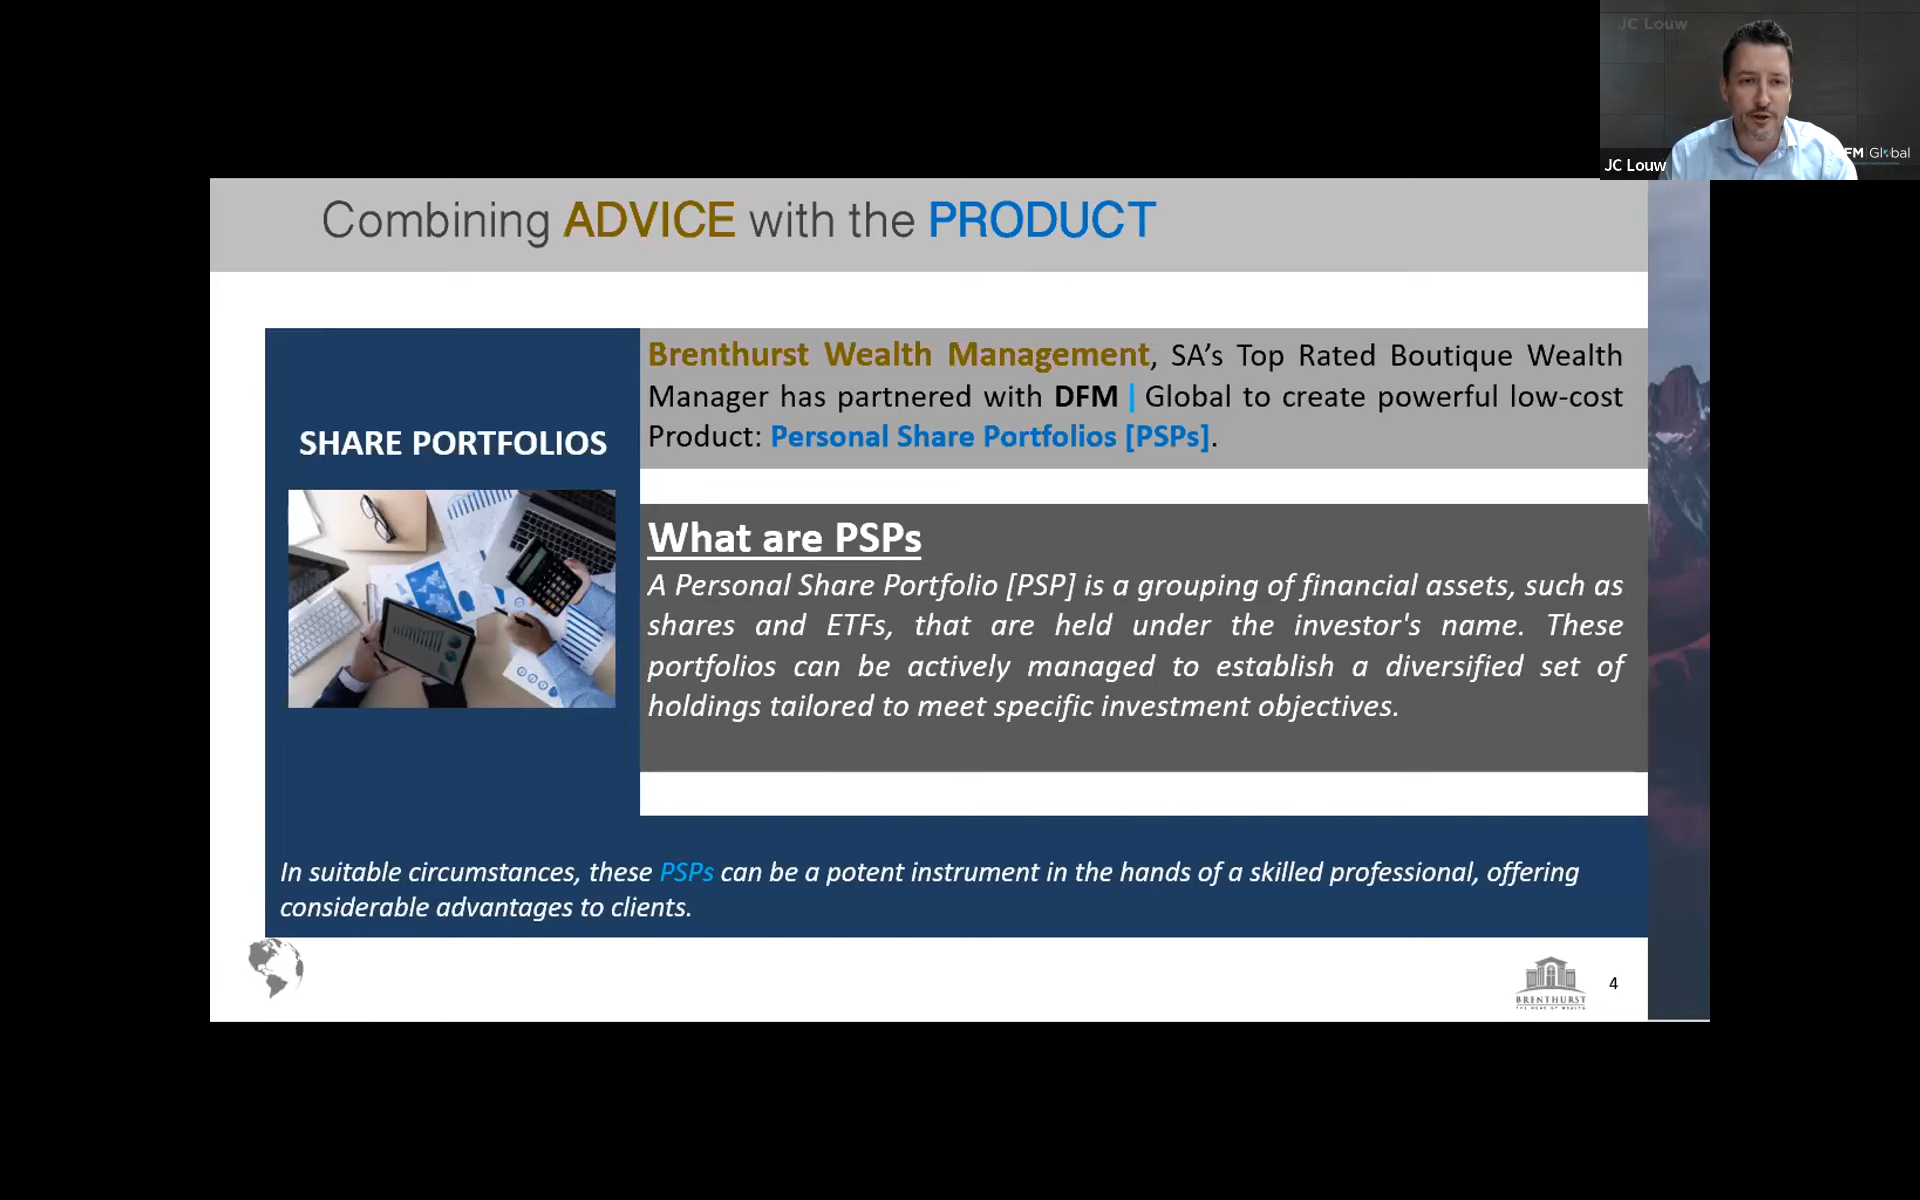 JC Louw
JC Louw
FM | Global
Combining ADVICE with the PRODUCT
SHARE PORTFOLIOS
Brenthurst Wealth Management, SA's Top Rated Boutique Wealth
Manager has partnered with DFM | Global to create powerful low-cost
Product: Personal Share Portfolios [PSPs].
What are PSPs
A Personal Share Portfolio [PSP] is a grouping of financial assets, such as
shares and ETFs, that are held under the investor's name. These
portfolios can be actively managed to establish a diversified set of
holdings tailored to meet specific investment objectives.
In suitable circumstances, these PSPs can be a potent instrument in the hands of a skilled professional, offering
considerable advantages to clients.
BRENTHURST
THE HOME OF WEALTH
4